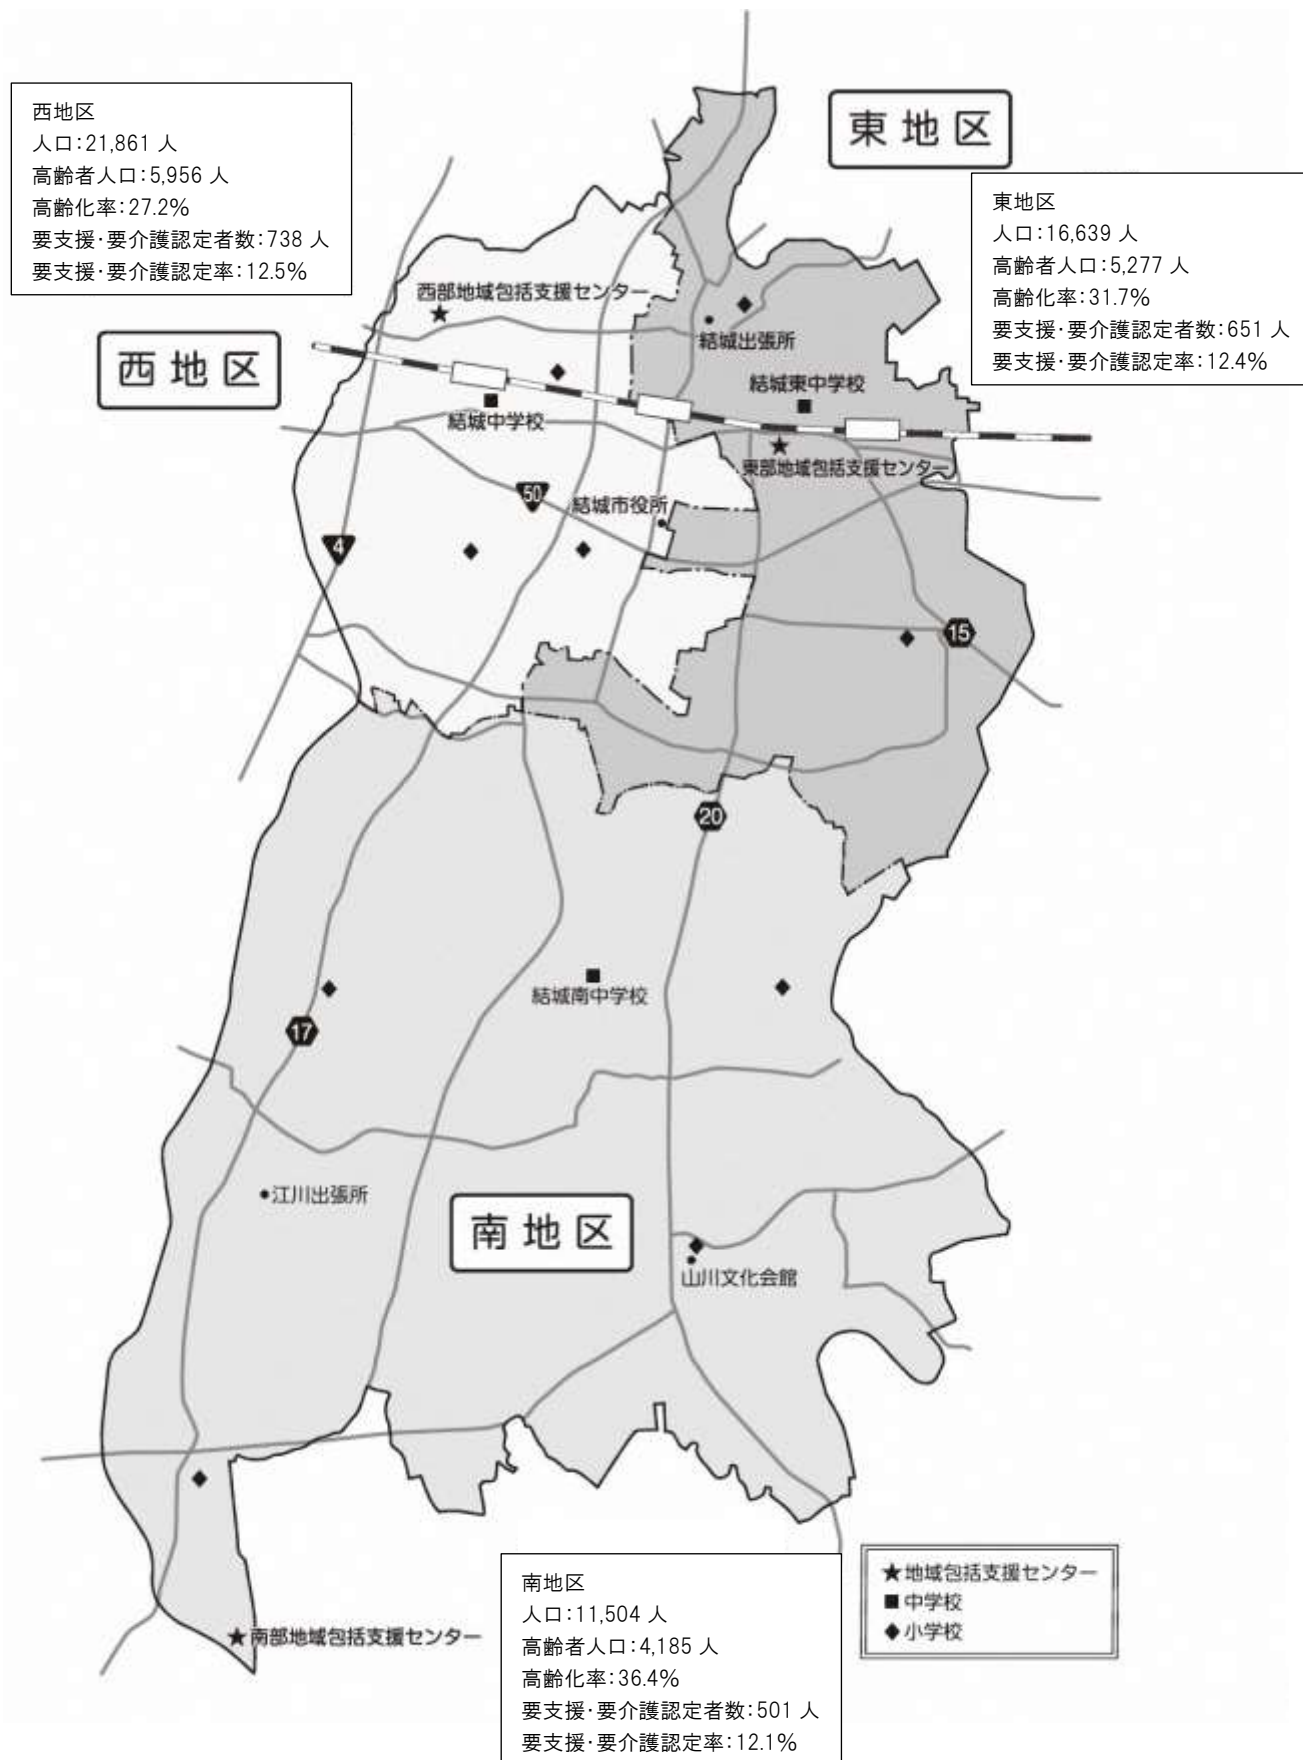 西地区
人口:21,861 人
高齢者人口:5,956 人
高齢化率:27.2%
要支援・要介護認定者数:738 人
要支援・要介護認定率:12.5%
東地区
東地区
人口:16,639 人
高齢者人口:5,277 人
高齢化率:31.7%
要支援・要介護認定者数:651 人
要支援・要介護認定率:12.4%
西部地域包括支援センター
結城出張所
西地区
結城東中学校
結城中学校
東部地域包括支援センター
50
結城市役所
4
15
20
結城南中学校
17
江川出張所
南地区
山川文化会館
南部地域包括支援センター
南地区
人口:11,504 人
高齢者人口:4,185 人
高齢化率:36.4%
要支援・要介護認定者数:501 人
要支援・要介護認定率:12.1%
★地域包括支援センター
■中学校
◆小学校